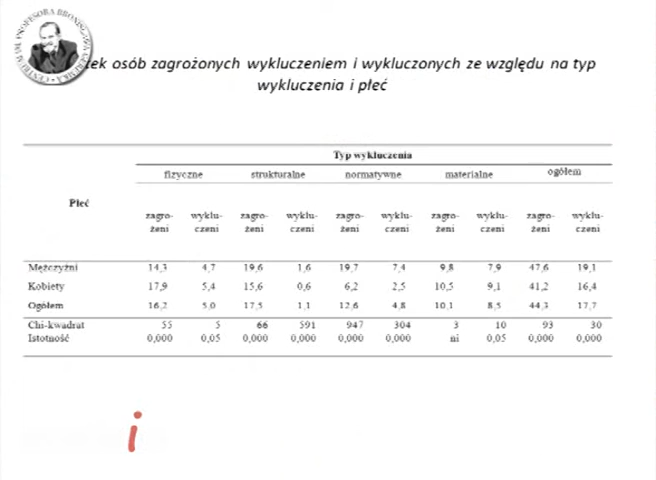 PROFESORA BRONISŁAWA GEREMKA
CENTRUM IM.
osób zagrożonych wykluczeniem i wykluczonych ze względu na typ
wykluczenia i płeć
Typ wykluczenia
fizyczne strukturalne normatywne materialne ogółem
Płeć
zagro- wyklu- zagro- wyklu- zagro- wyklu- zagro- wyklu- zagro- wyklu-
żeni czeni żeni czeni żeni czeni żeni czeni żeni czeni
Mężczyźni 14,3 4,7 19,6 1,6 19,7 7,4 9,8 7,9 47,6 19,1
Kobiety 17,9 5,4 15,6 0,6 6,2 2,5 10,5 9,1 41,2 16,4
Ogółem 16,2 5,0 17,5 1,1 12,6 4,8 10,1 8,5 44,3 17,7
Chi-kwadrat 55 5 66 591 947 304 3 10 93 30
Istotność 0,000 0,05 0,000 0,000 0,000 0,000 ni 0,05 0,000 0,000
i